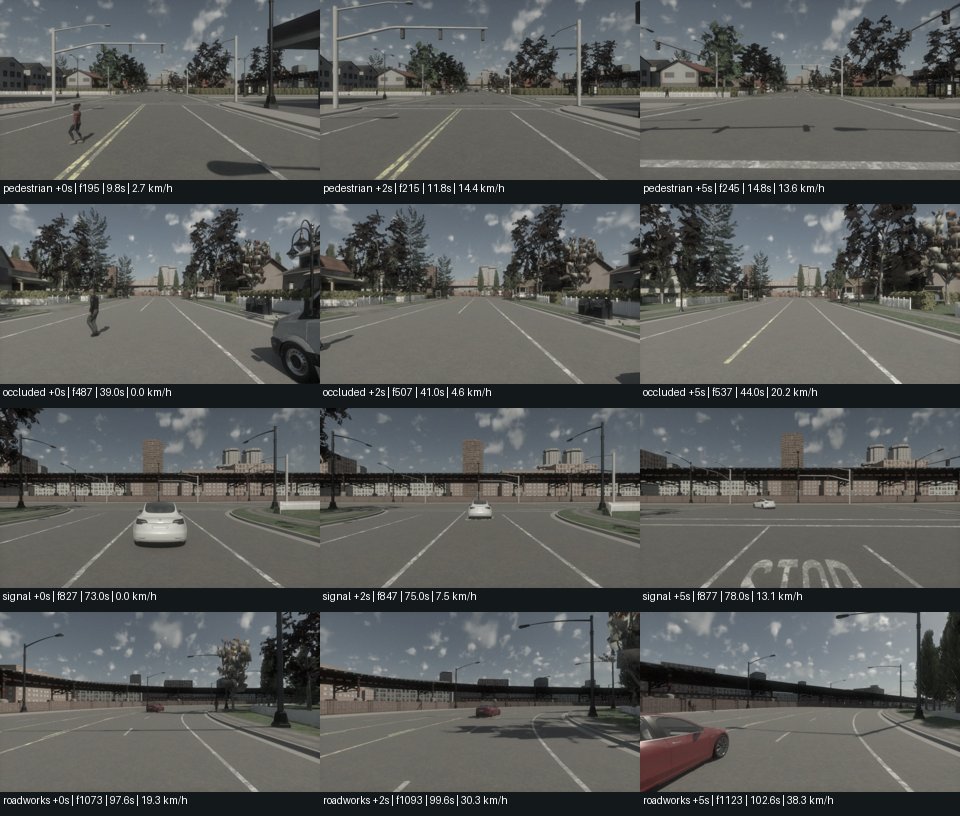 pedestrian +0s | f195 | 9.8s | 2.7 km/h
pedestrian +2s | f215 | 11.8s | 14.4 km/h
pedestrian +5s | f245 | 14.8s | 13.6 km/h
occluded +0s | f487 | 39.0s | 0.0 km/h
occluded +2s | f507 | 41.0s | 4.6 km/h
occluded +5s | f537 | 44.0s | 20.2 km/h
STOP
signal +0s | f827 | 73.0s | 0.0 km/h
signal +2s | f847 | 75.0s | 7.5 km/h
signal +5s | f877 | 78.0s | 13.1 km/h
roadworks +0s | f1073 | 97.6s | 19.3 km/h
roadworks +2s | f1093 | 99.6s | 30.3 km/h
roadworks +5s | f1123 | 102.6s | 38.3 km/h